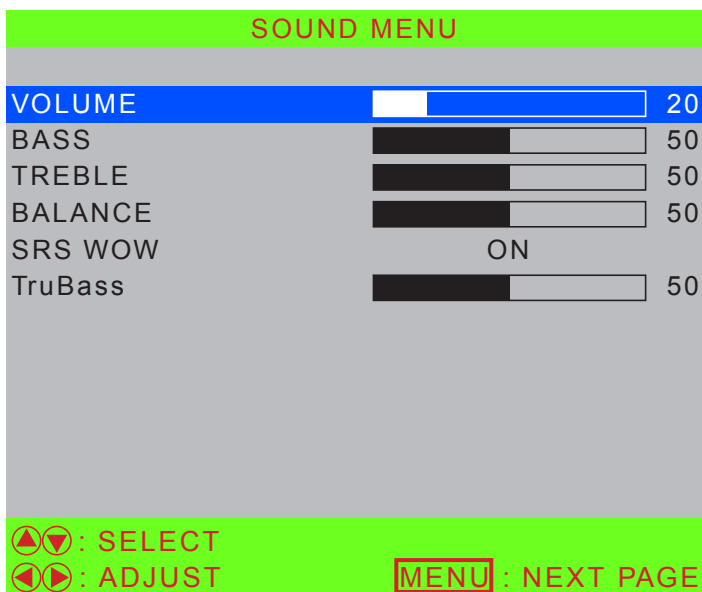 SOUND MENU
VOLUME 20
BASS 50
TREBLE 50
BALANCE 50
SRS WOW ON
TruBass 50
: SELECT
: ADJUST MENU : NEXT PAGE